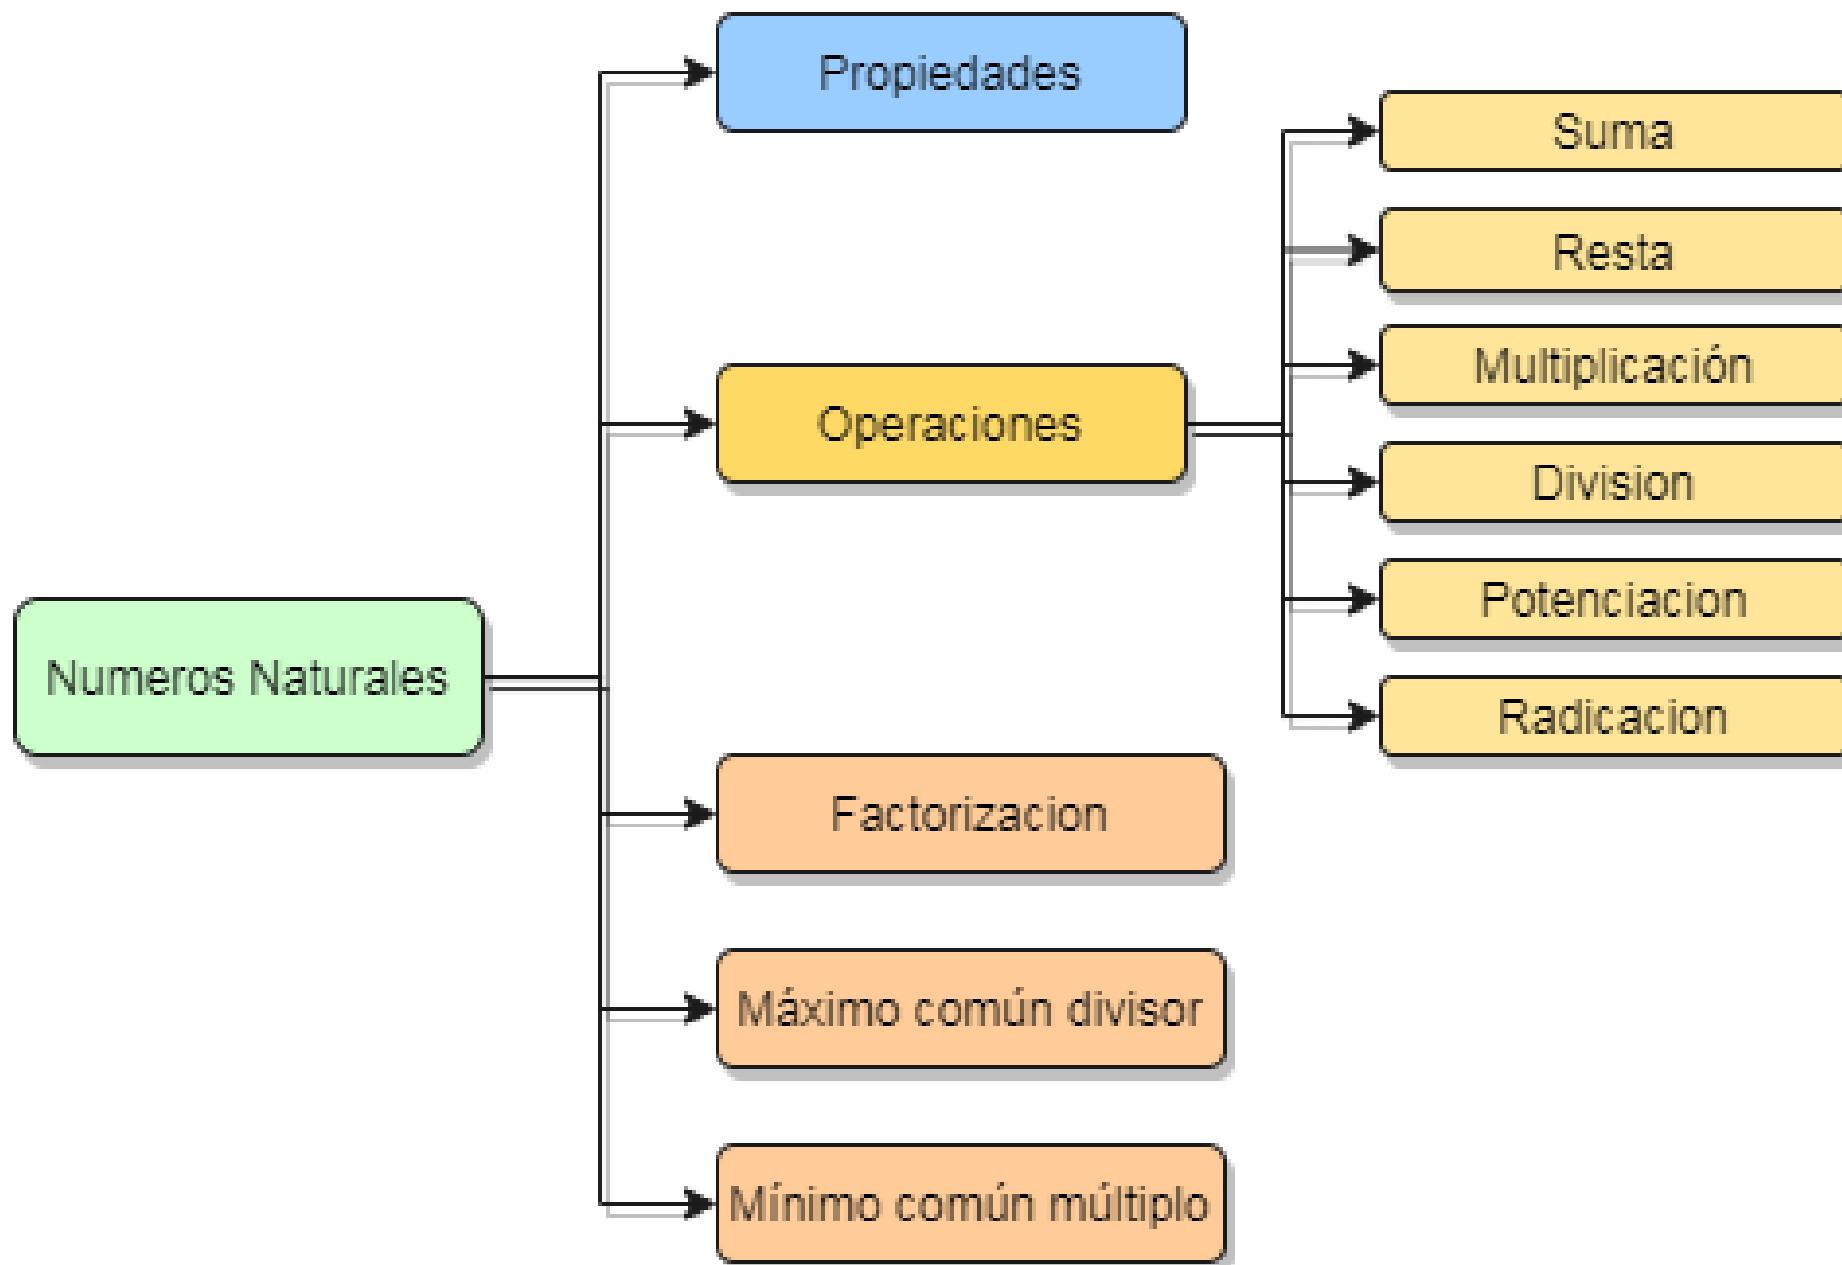 Propiedades
Suma
Resta
Multiplicación
Operaciones
Division
Potenciacion
Numeros Naturales
Radicacion
Factorizacion
Máximo común divisor
Mínimo común múltiplo